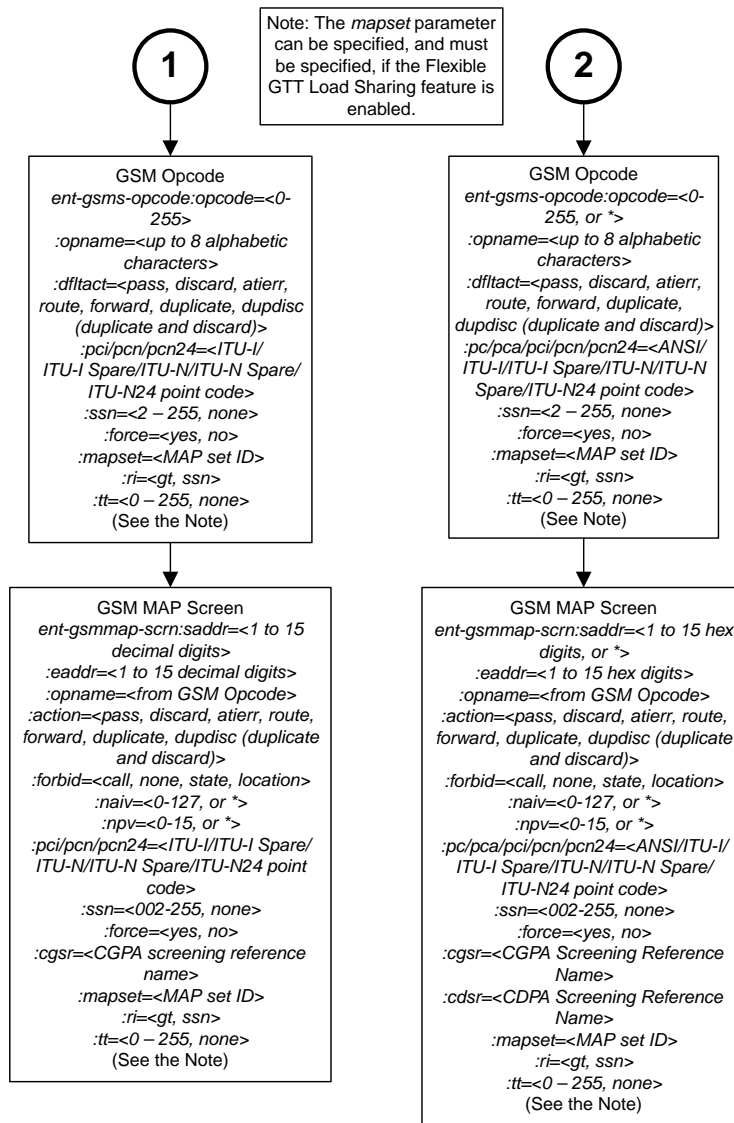 1
Note: The mapset parameter
can be specified, and must
be specified, if the Flexible
GTT Load Sharing feature is
enabled.
2
GSM Opcode
ent-gsms-opcode:opcode=<0-
255>
:opname=<up to 8 alphabetic
characters>
:dfltact=<pass, discard, atierr,
route, forward, duplicate, dupdisc
(duplicate and discard)>
:pci/pcn/pcn24=<ITU-I/
ITU-I Spare/ITU-N/ITU-N Spare/
ITU-N24 point code>
:ssn=<2 – 255, none>
:force=<yes, no>
:mapset=<MAP set ID>
:ri=<gt, ssn>
:tt=<0 – 255, none>
(See the Note)
GSM MAP Screen
ent-gsmmap-scrn:saddr=<1 to 15
decimal digits>
:eaddr=<1 to 15 decimal digits>
:opname=<from GSM Opcode>
:action=<pass, discard, atierr, route,
forward, duplicate, dupdisc (duplicate
and discard)>
:forbid=<call, none, state, location>
:naiv=<0-127, or *>
:npv=<0-15, or *>
:pci/pcn/pcn24=<ITU-I/ITU-I Spare/
ITU-N/ITU-N Spare/ITU-N24 point
code>
:ssn=<002-255, none>
:force=<yes, no>
:cgsr=<CGPA screening reference
name>
:mapset=<MAP set ID>
:ri=<gt, ssn>
:tt=<0 – 255, none>
(See the Note)
GSM Opcode
ent-gsms-opcode:opcode=<0-
255, or *>
:opname=<up to 8 alphabetic
characters>
:dfltact=<pass, discard, atierr,
route, forward, duplicate,
dupdisc (duplicate and discard)>
:pc/pca/pci/pcn/pcn24=<ANSI/
ITU-I/ITU-I Spare/ITU-N/ITU-N
Spare/ITU-N24 point code>
:ssn=<2 – 255, none>
:force=<yes, no>
:mapset=<MAP set ID>
:ri=<gt, ssn>
:tt=<0 – 255, none>
(See Note)
GSM MAP Screen
ent-gsmmap-scrn:saddr=<1 to 15 hex
digits, or *>
:eaddr=<1 to 15 hex digits>
:opname=<from GSM Opcode>
:action=<pass, discard, atierr, route,
forward, duplicate, dupdisc (duplicate
and discard)>
:forbid=<call, none, state, location>
:naiv=<0-127, or *>
:npv=<0-15, or *>
:pc/pca/pci/pcn/pcn24=<ANSI/ITU-I/
ITU-I Spare/ITU-N/ITU-N Spare/
ITU-N24 point code>
:ssn=<002-255, none>
:force=<yes, no>
:cgsr=<CGPA Screening Reference
Name>
:cdsr=<CDPA Screening Reference
Name>
:mapset=<MAP set ID>
:ri=<gt, ssn>
:tt=<0 – 255, none>
(See the Note)